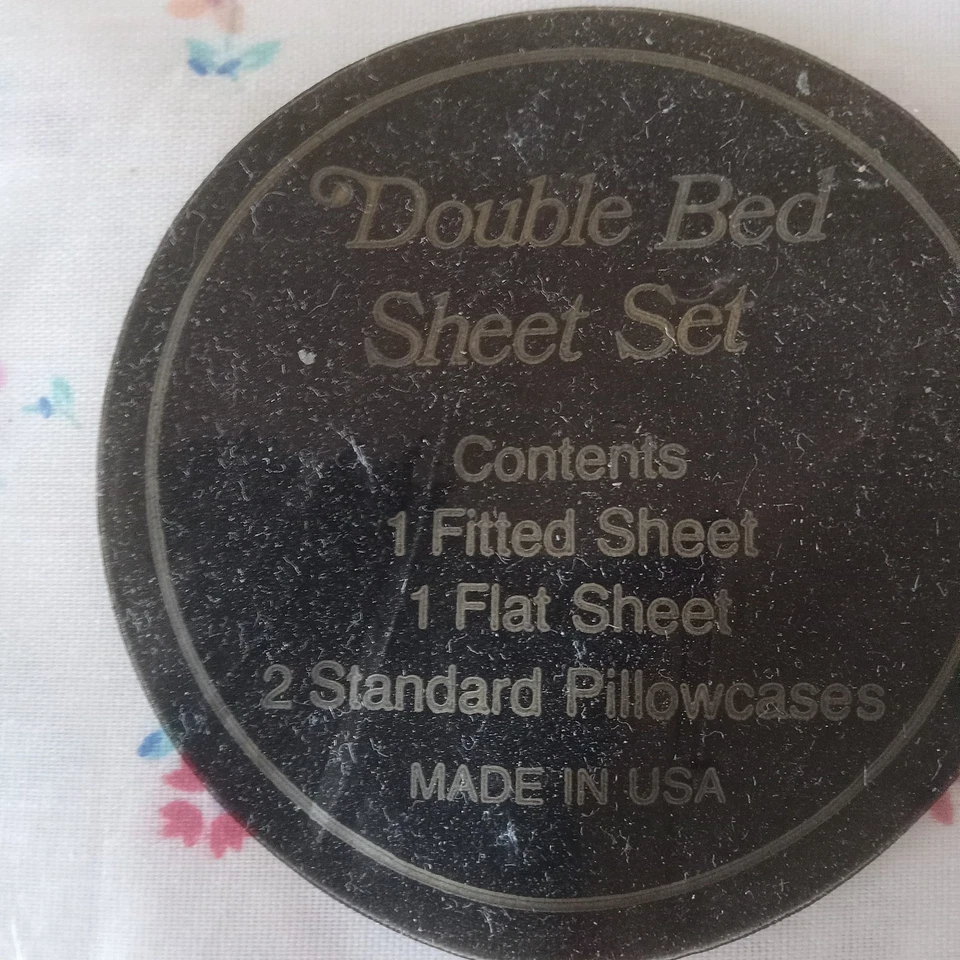 Double Bed
Sheet Set
Contents
1 Fitted Sheet
1 Flat Sheet
2 Standard Pillowcases
MADE IN USA